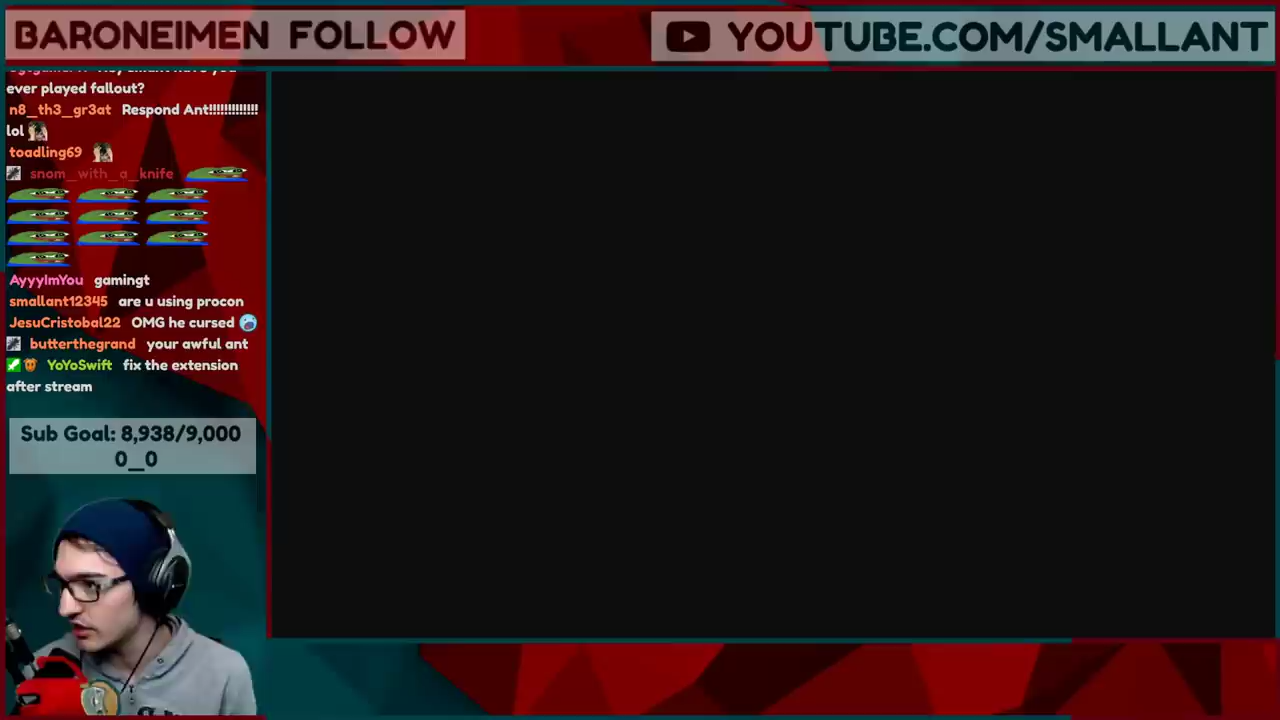 BARONEIMEN FOLLOW
YOUTUBE.COM/SMALLANT
ever played fallout?
n8_th3_gr3at Respond Ant!!!!!!!!!!!!!
lol
toadling69
snom_with_a_knife
AyyyImYou gamingt
smallant12345 are u using procon
JesuCristobal22 OMG he cursed
butterthegrand your awful ant
YoYoSwift fix the extension
after stream
Sub Goal: 8,938/9,000
0_0